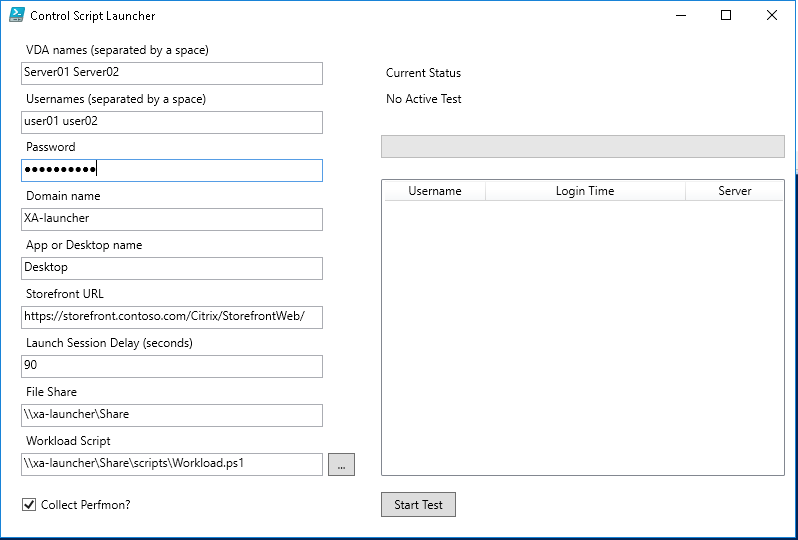 Control Script Launcher
VDA names (separated by a space)
Server01 Server02
Usernames (separated by a space)
user01 user02
Password
●●●●●●●●●●
Domain name
XA-launcher
App or Desktop name
Desktop
Storefront URL
https://storefront.contoso.com/Citrix/StorefrontWeb/
Launch Session Delay (seconds)
90
File Share
\\xa-launcher\Share
Workload Script
\\xa-launcher\Share\scripts\Workload.ps1
...
Collect Perfmon?
Current Status
No Active Test
Username Login Time Server
Start Test